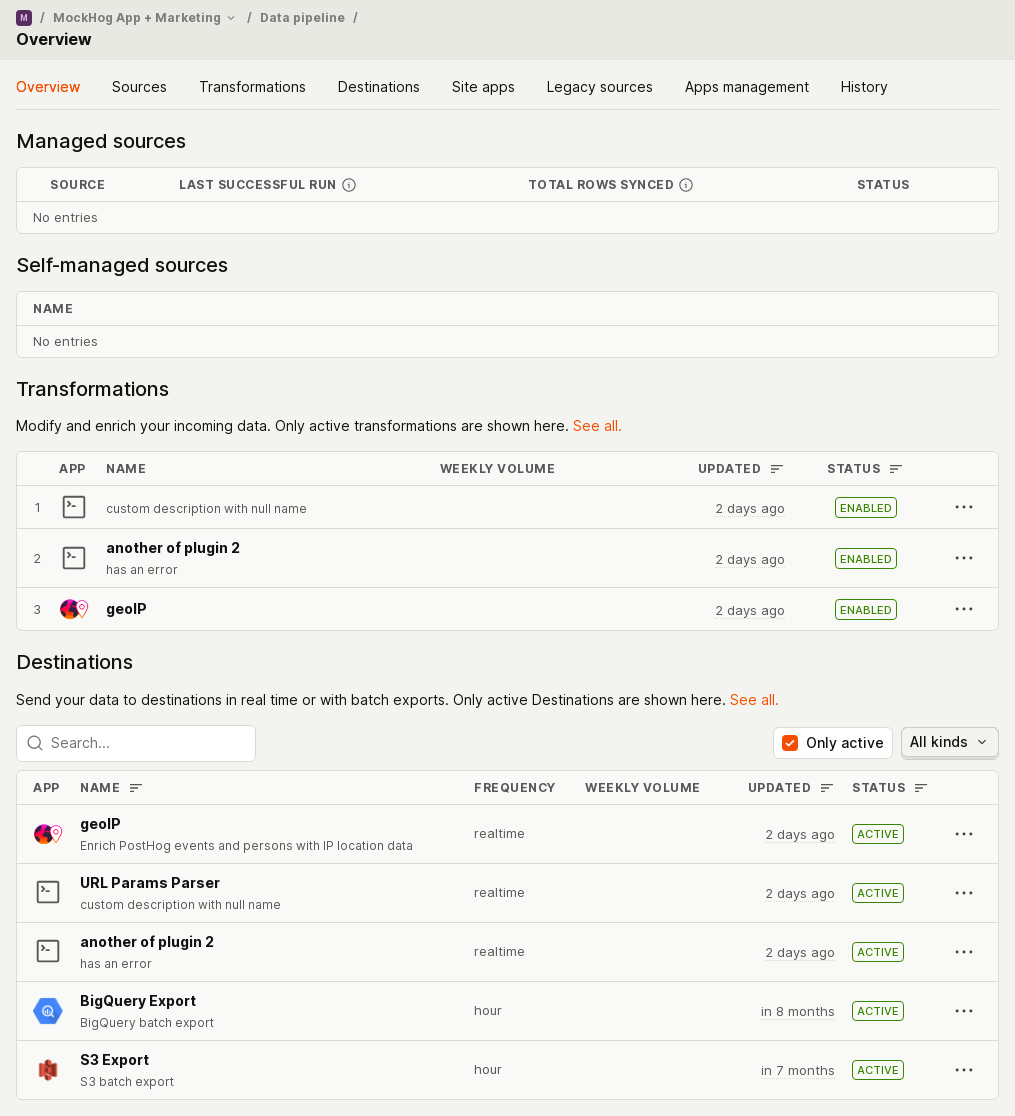 M / MockHog App + Marketing / Data pipeline /
Overview
Overview Sources Transformations Destinations Site apps Legacy sources Apps management History
Managed sources
SOURCE LAST SUCCESSFUL RUN TOTAL ROWS SYNCED STATUS
No entries
Self-managed sources
NAME
No entries
Transformations
Modify and enrich your incoming data. Only active transformations are shown here. See all.
APP NAME WEEKLY VOLUME UPDATED STATUS
1 custom description with null name 2 days ago ENABLED
another of plugin 2
2 has an error 2 days ago ENABLED
3 geoIP 2 days ago ENABLED
Destinations
Send your data to destinations in real time or with batch exports. Only active Destinations are shown here. See all.
Search... Only active All kinds
APP NAME FREQUENCY WEEKLY VOLUME UPDATED STATUS
geoIP
Enrich PostHog events and persons with IP location data realtime 2 days ago ACTIVE
URL Params Parser
custom description with null name realtime 2 days ago ACTIVE
another of plugin 2
has an error realtime 2 days ago ACTIVE
BigQuery Export
BigQuery batch export hour in 8 months ACTIVE
S3 Export
S3 batch export hour in 7 months ACTIVE